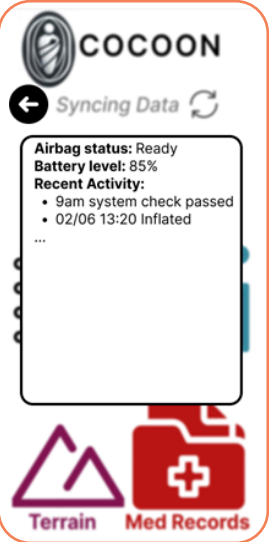 COCOON
Syncing Data
Airbag status: Ready
Battery level: 85%
Recent Activity:
• 9am system check passed
• 02/06 13:20 Inflated
...
Terrain
Med Records